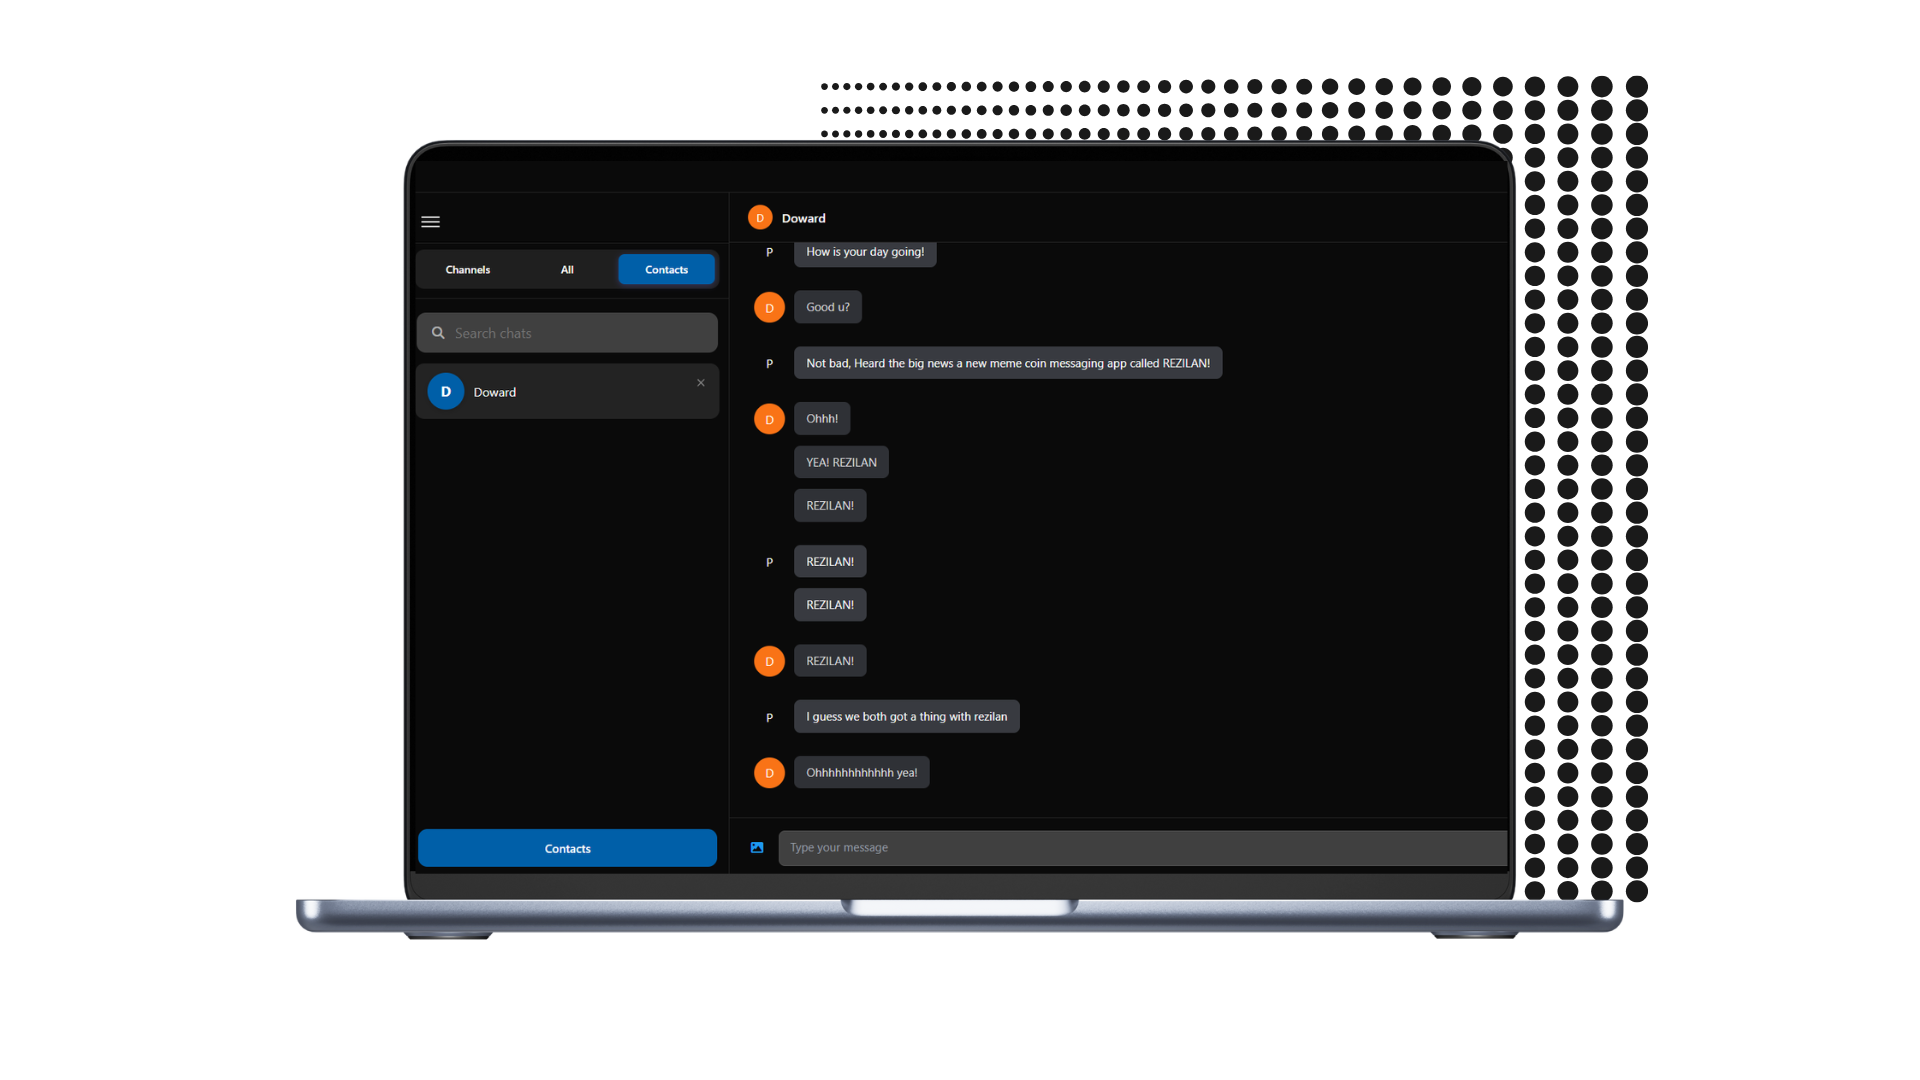 Channels
All
Contacts
Search chats
D
Doward
Contacts
D
Doward
P
How is your day going!
D
Good u?
P
Not bad, Heard the big news a new meme coin messaging app called REZILAN!
D
Ohhh!
YEA! REZILAN
REZILAN!
P
REZILAN!
REZILAN!
D
REZILAN!
P
I guess we both got a thing with rezilan
D
Ohhhhhhhhhhhh yea!
Type your message